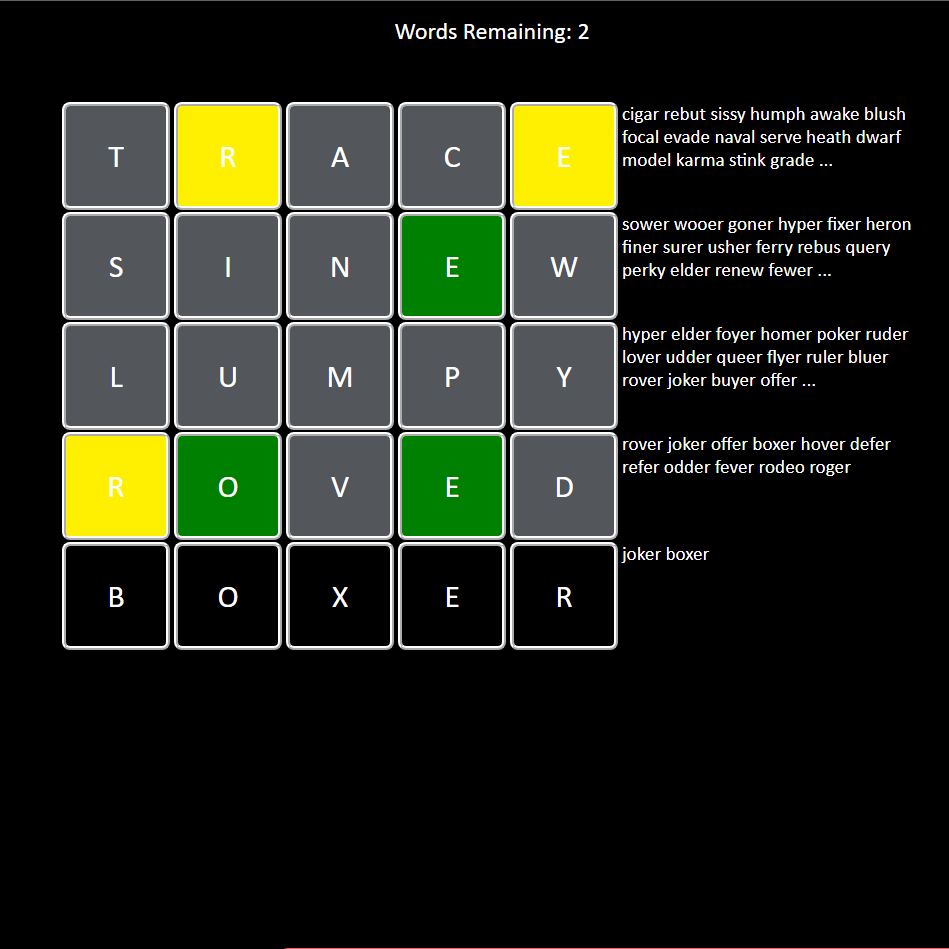 Words Remaining: 2
T R A C E
cigar rebut sissy humph awake blush
focal evade naval serve heath dwarf
model karma stink grade ...
S I N E W
sower wooer goner hyper fixer heron
finer surer usher ferry rebus query
perky elder renew fewer ...
L U M P Y
hyper elder foyer homer poker ruder
lover udder queer flyer ruler bluer
rover joker buyer offer ...
R O V E D
rover joker offer boxer hover defer
refer odder fever rodeo roger
B O X E R
joker boxer